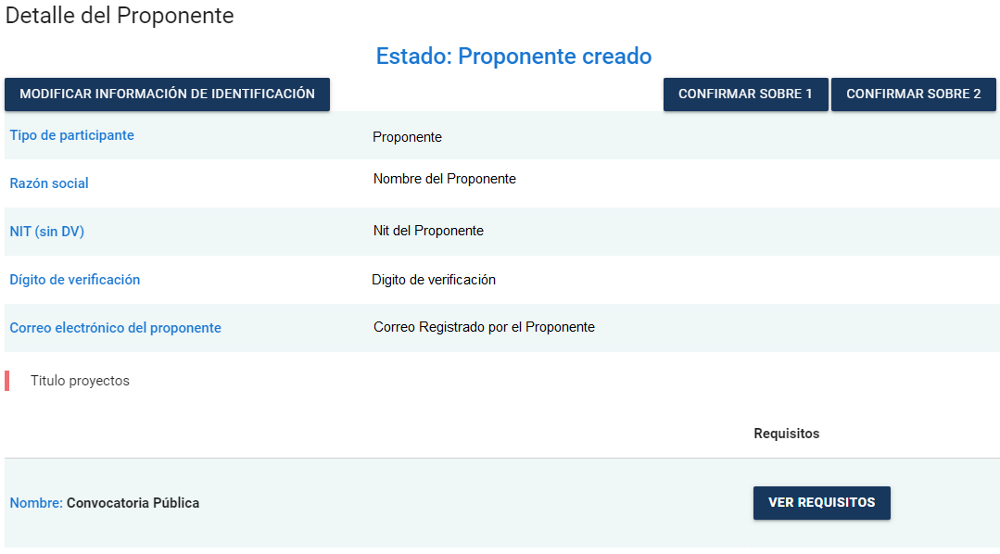 Detalle del Proponente
Estado: Proponente creado
MODIFICAR INFORMACIÓN DE IDENTIFICACIÓN CONFIRMAR SOBRE 1 CONFIRMAR SOBRE 2
Tipo de participante Proponente
Razón social Nombre del Proponente
NIT (sin DV) Nit del Proponente
Dígito de verificación Digito de verificación
Correo electrónico del proponente Correo Registrado por el Proponente
Titulo proyectos
Requisitos
Nombre: Convocatoria Pública VER REQUISITOS